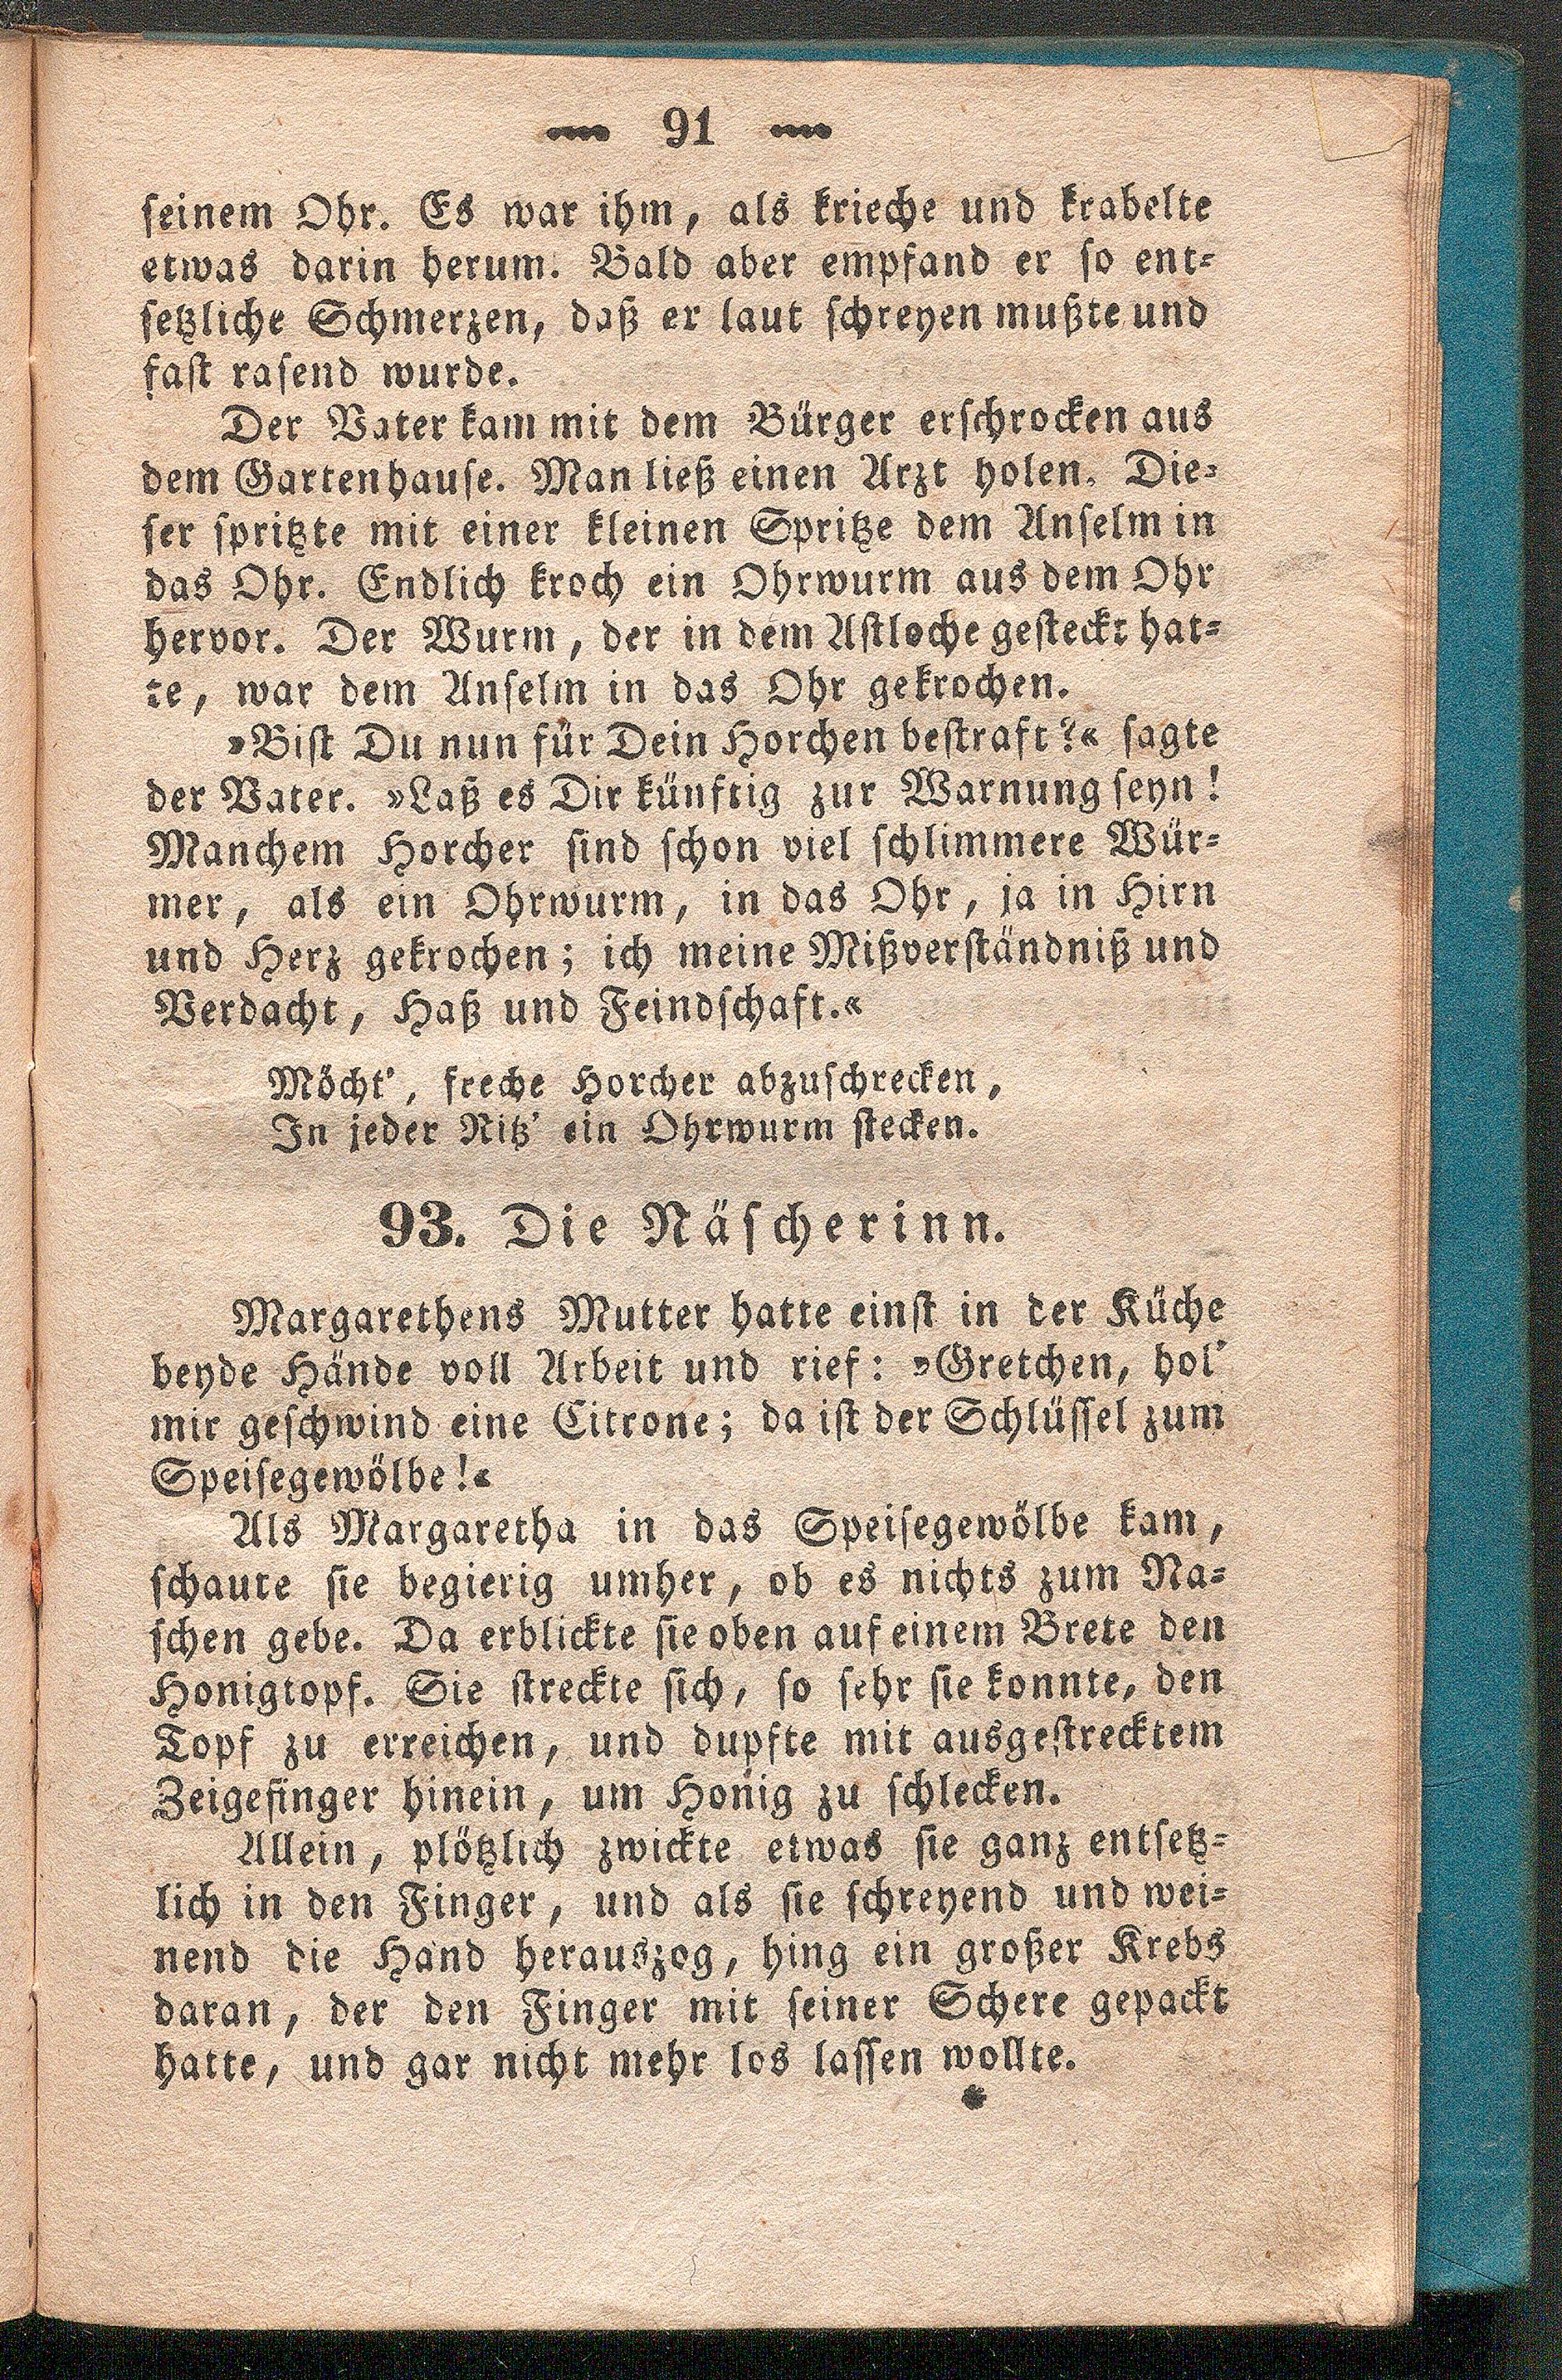 — 91 —
seinem Ohr. Es war ihm, als krieche und krabelte
etwas darin herum. Bald aber empfand er so ent-
setzliche Schmerzen, daß er laut schreyen mußte und
fast rasend wurde.
Der Vater kam mit dem Bürger erschrocken aus
dem Gartenhause. Man ließ einen Arzt holen. Die-
ser spritzte mit einer kleinen Spritze dem Anselm in
das Ohr. Endlich kroch ein Ohrwurm aus dem Ohr
hervor. Der Wurm, der in dem Astloche gesteckt hat-
te, war dem Anselm in das Ohr gekrochen.
»Bist Du nun für Dein Horchen bestraft?« sagte
der Vater. »Laß es Dir künftig zur Warnung seyn!
Manchem Horcher sind schon viel schlimmere Wür-
mer, als ein Ohrwurm, in das Ohr, ja in Hirn
und Herz gekrochen; ich meine Mißverständniß und
Verdacht, Haß und Feindschaft.«
Möcht', freche Horcher abzuschrecken,
In jeder Ritz' ein Ohrwurm stecken.
93. Die Näscherinn.
Margarethens Mutter hatte einst in der Küche
beyde Hände voll Arbeit und rief: »Gretchen, hol'
mir geschwind eine Citrone; da ist der Schlüssel zum
Speisegewölbe!«
Als Margaretha in das Speisegewölbe kam,
schaute sie begierig umher, ob es nichts zum Na-
schen gebe. Da erblickte sie oben auf einem Brete den
Honigtopf. Sie streckte sich, so sehr sie konnte, den
Topf zu erreichen, und dupfte mit ausgestrecktem
Zeigefinger hinein, um Honig zu schlecken.
Allein, plötzlich zwickte etwas sie ganz entsetz-
lich in den Finger, und als sie schreyend und wei-
nend die Hand herauszog, hing ein großer Krebs
daran, der den Finger mit seiner Schere gepackt
hatte, und gar nicht mehr los lassen wollte.
*